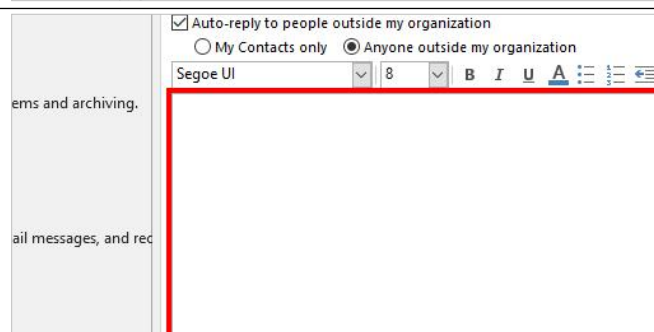 Auto-reply to people outside my organization
My Contacts only Anyone outside my organization
Segoe UI 8 B I U A
ems and archiving.
ail messages, and rec